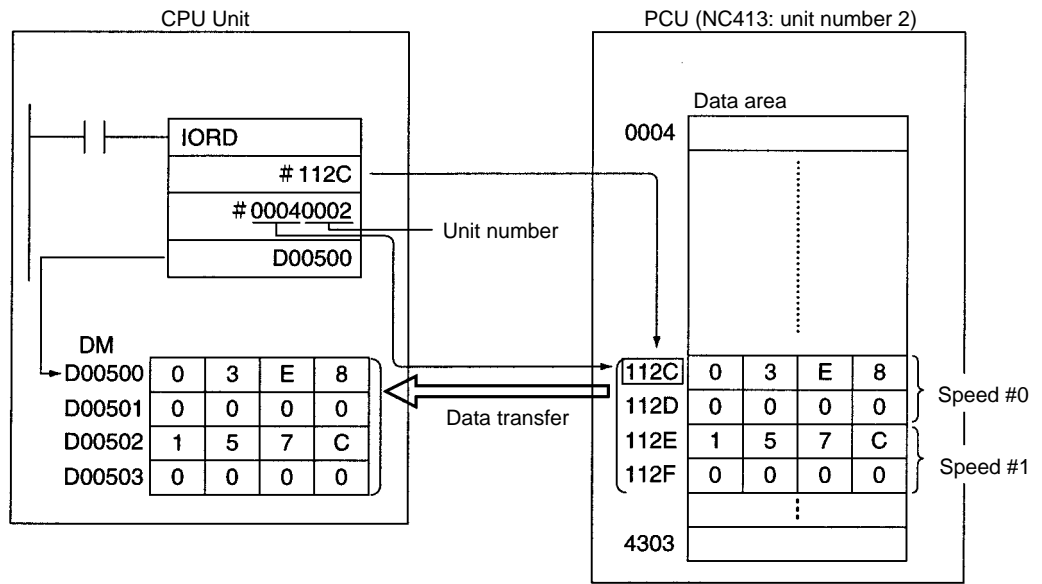 CPU Unit
PCU (NC413: unit number 2)
IORD
#112C
#00040002
Unit number
D00500
DM
D00500 0 3 E 8
D00501 0 0 0 0
D00502 1 5 7 C
D00503 0 0 0 0
Data transfer
Data area
0004
112C 0 3 E 8
112D 0 0 0 0
Speed #0
112E 1 5 7 C
112F 0 0 0 0
Speed #1
4303